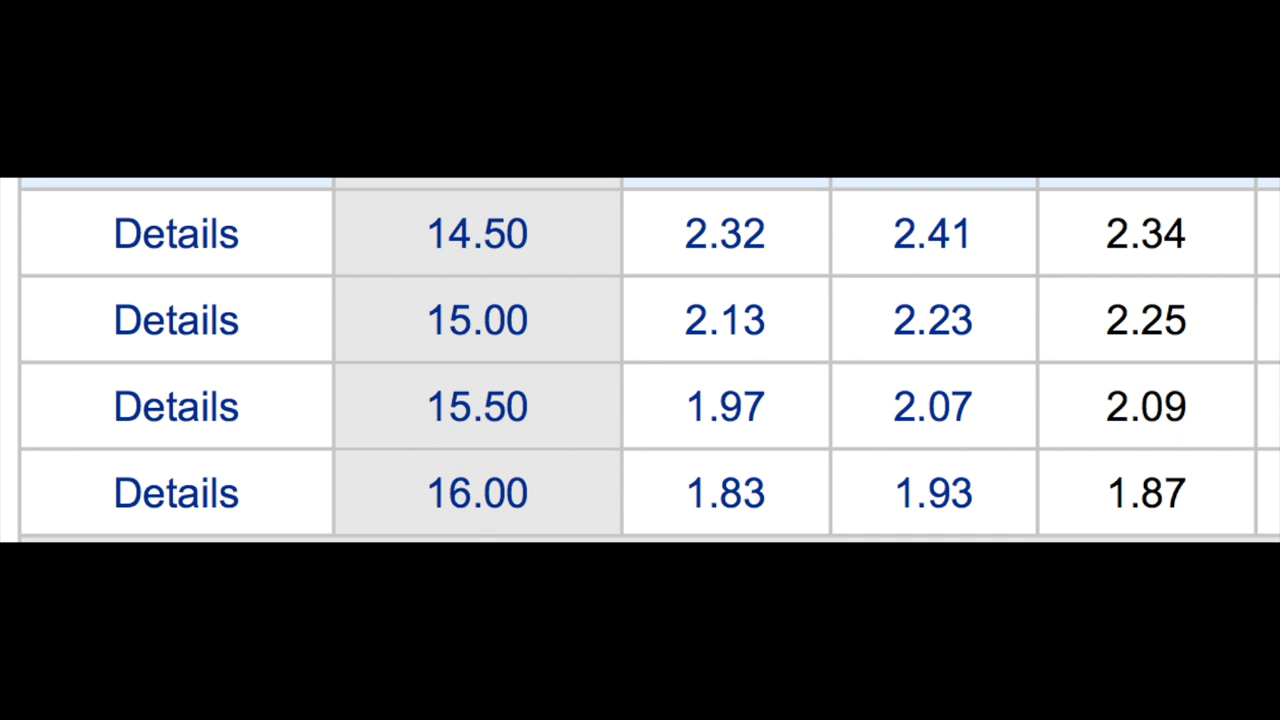 Details 14.50 2.32 2.41 2.34
Details 15.00 2.13 2.23 2.25
Details 15.50 1.97 2.07 2.09
Details 16.00 1.83 1.93 1.87